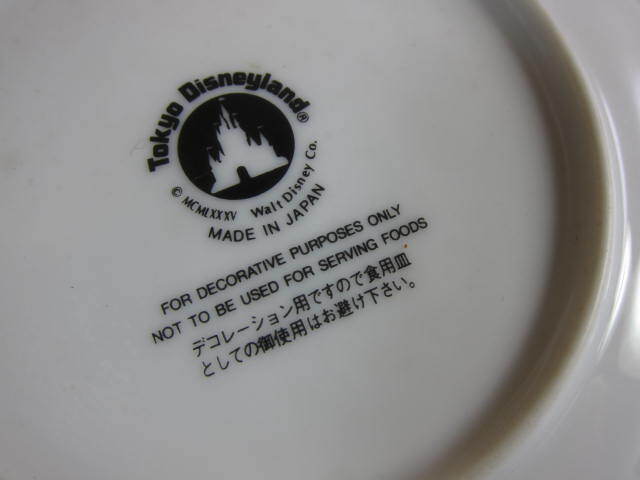 Tokyo Disneyland®
© MCMLXXXV Walt Disney Co.
MADE IN JAPAN
FOR DECORATIVE PURPOSES ONLY
NOT TO BE USED FOR SERVING FOODS
デコレーション用ですので食用皿
としての御使用はお避け下さい。